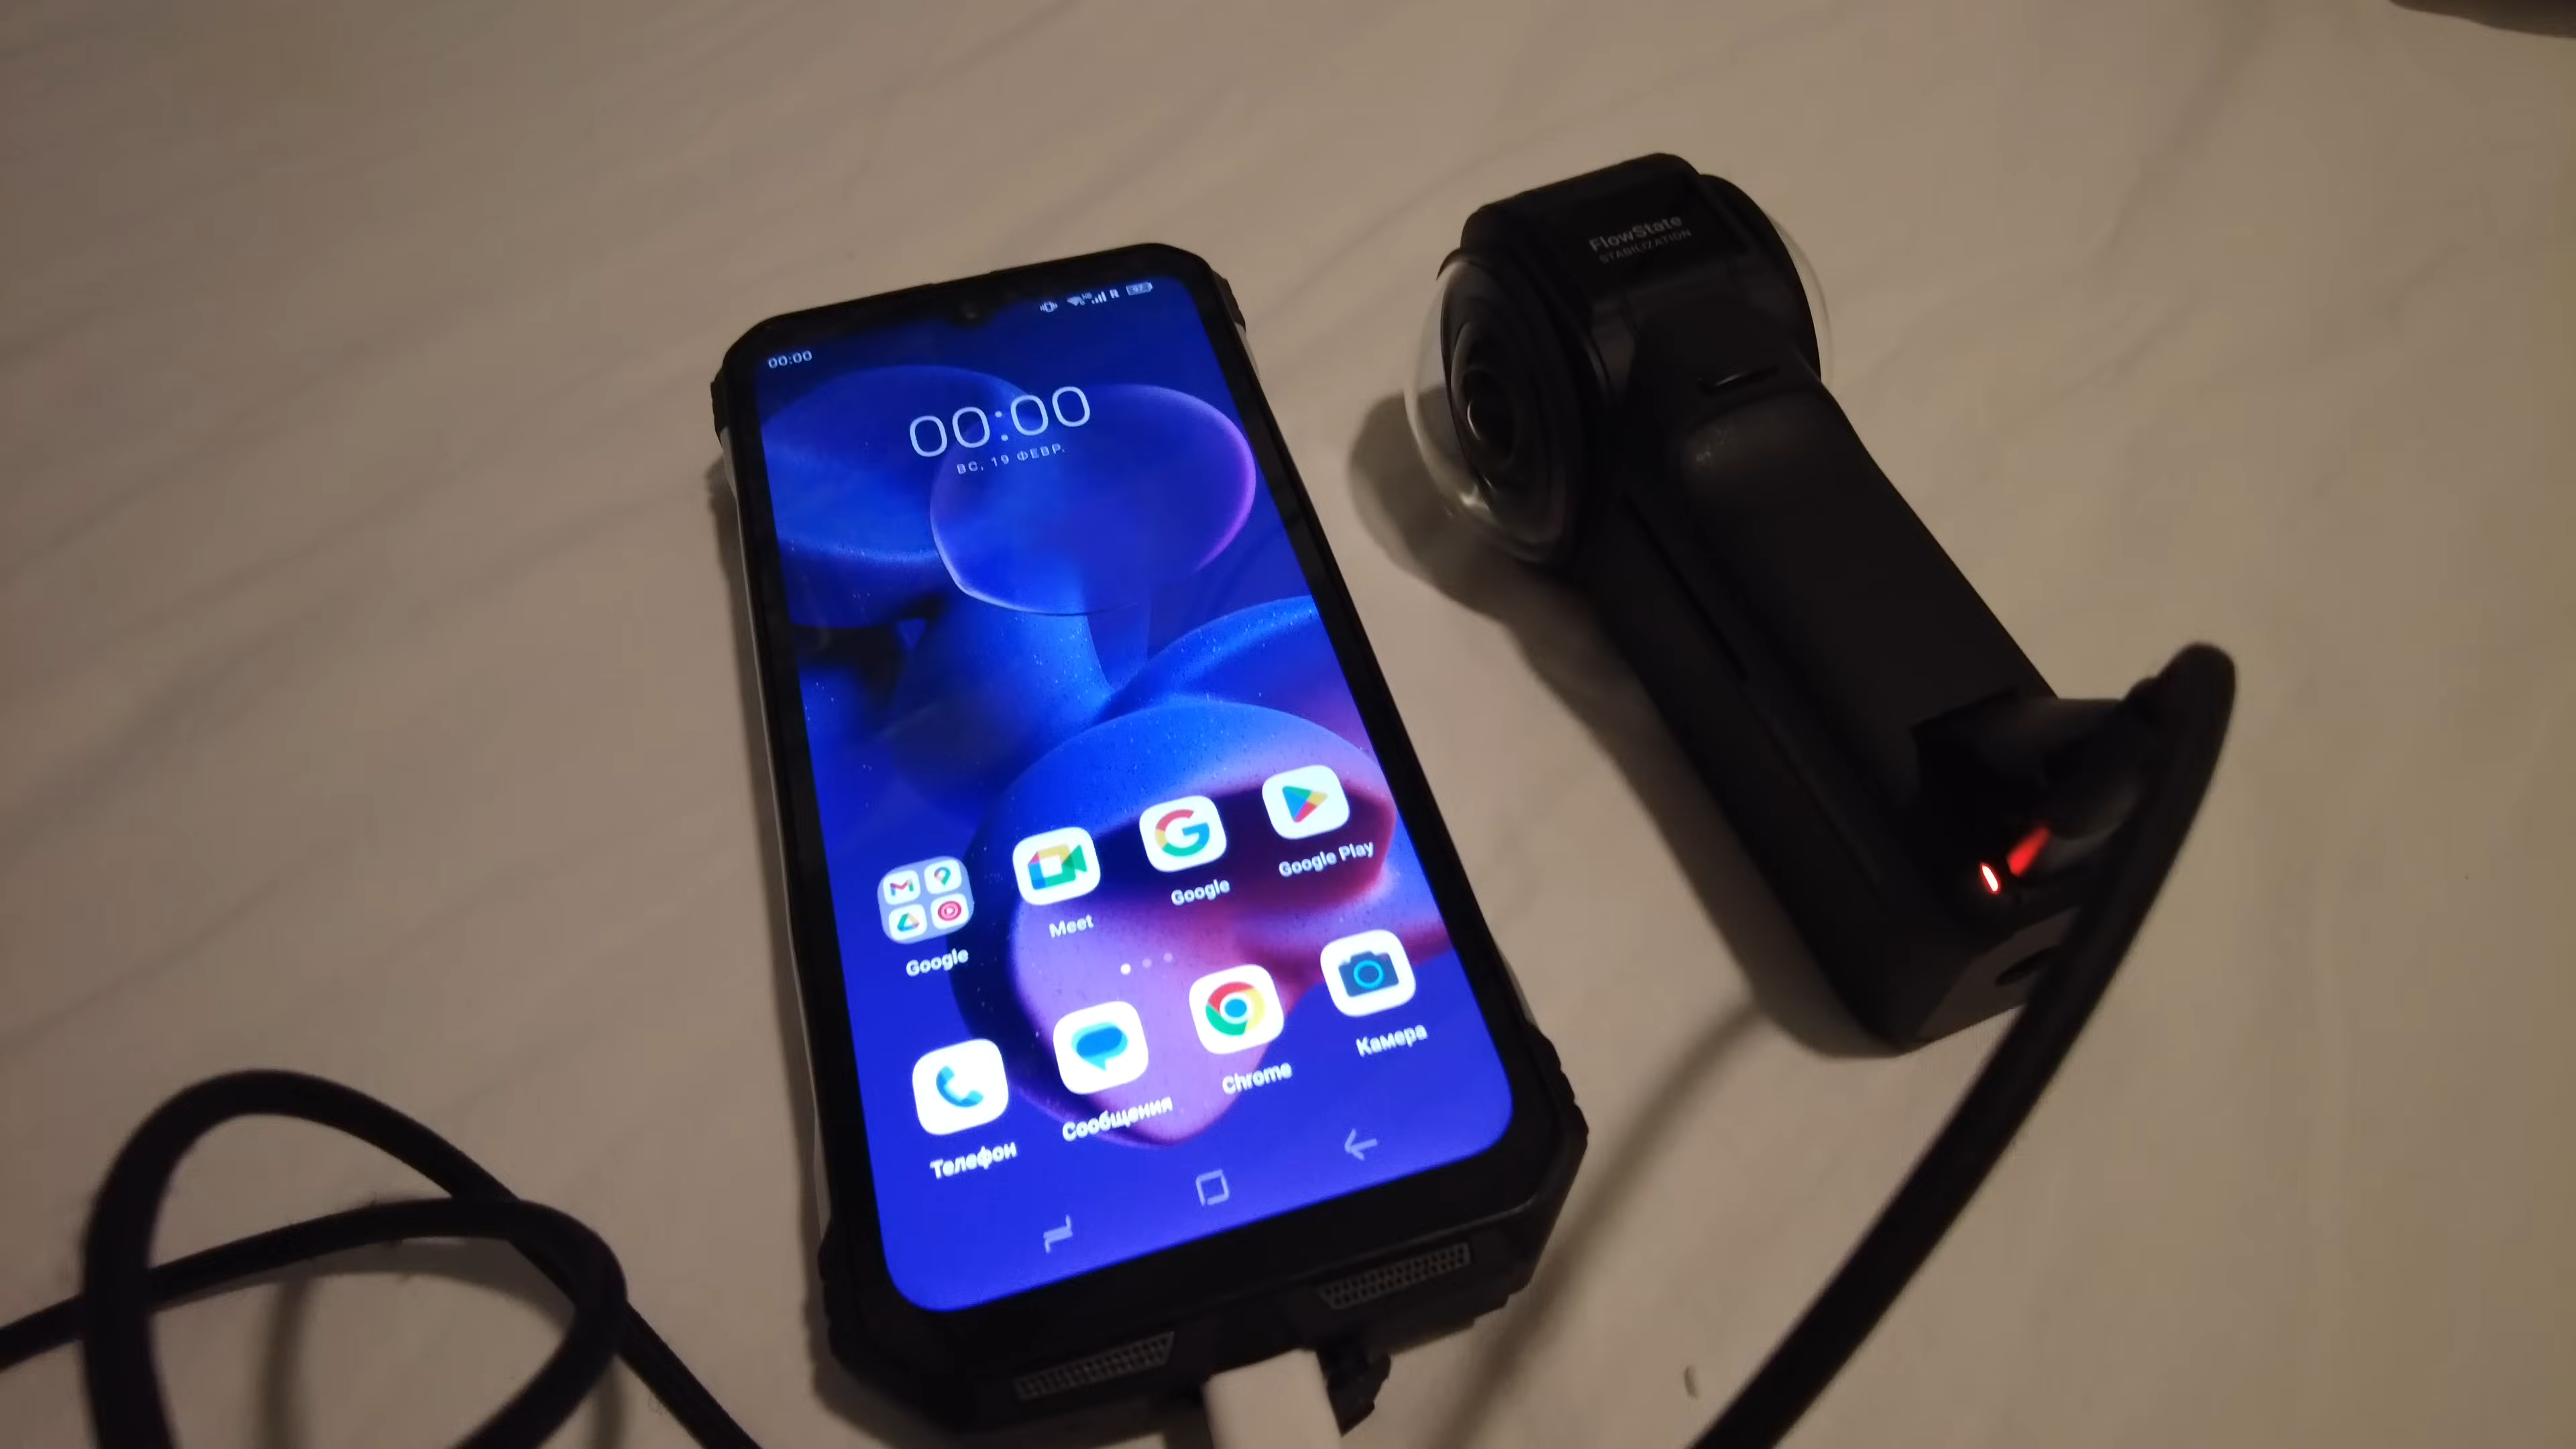 00:00
R
00:00
ВС, 19 ФЕВР.
FlowState
STABILIZATION
Google
Meet
Google
Google Play
Телефон
Сообщения
Chrome
Камера